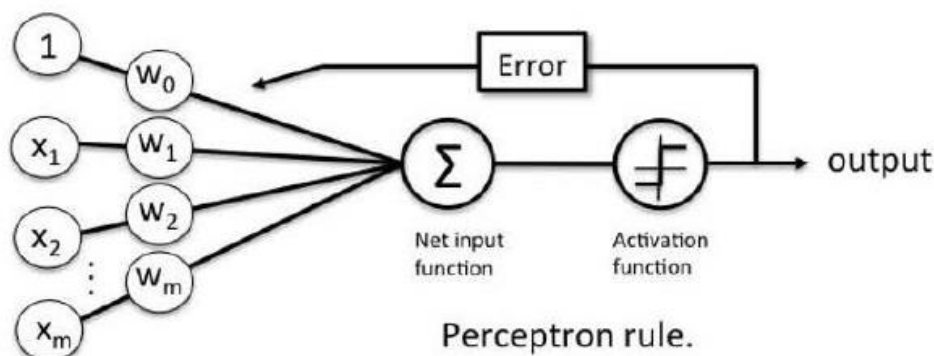 1
w₀
Error
x₁
w₁
Σ
output
x₂
w₂
Net input
function
Activation
function
⋮
wₘ
xₘ
Perceptron rule.